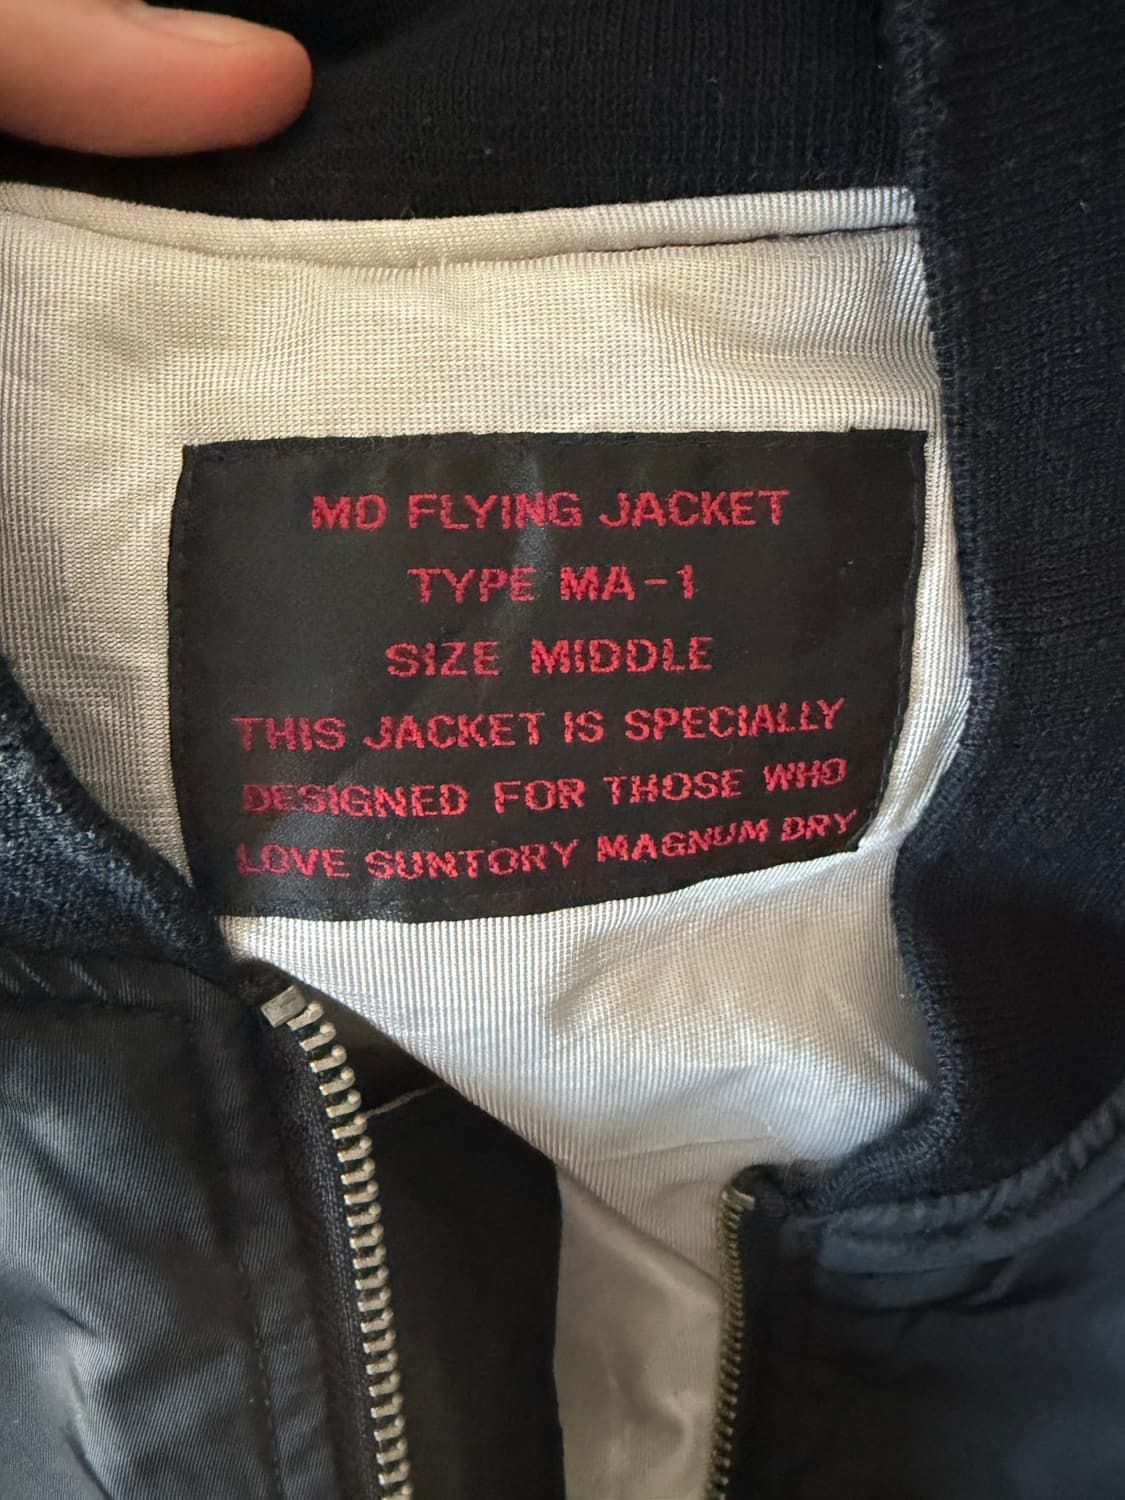 MD FLYING JACKET
TYPE MA-1
SIZE MIDDLE
THIS JACKET IS SPECIALLY
DESIGNED FOR THOSE WHO
LOVE SUNTORY MAGNUM DRY